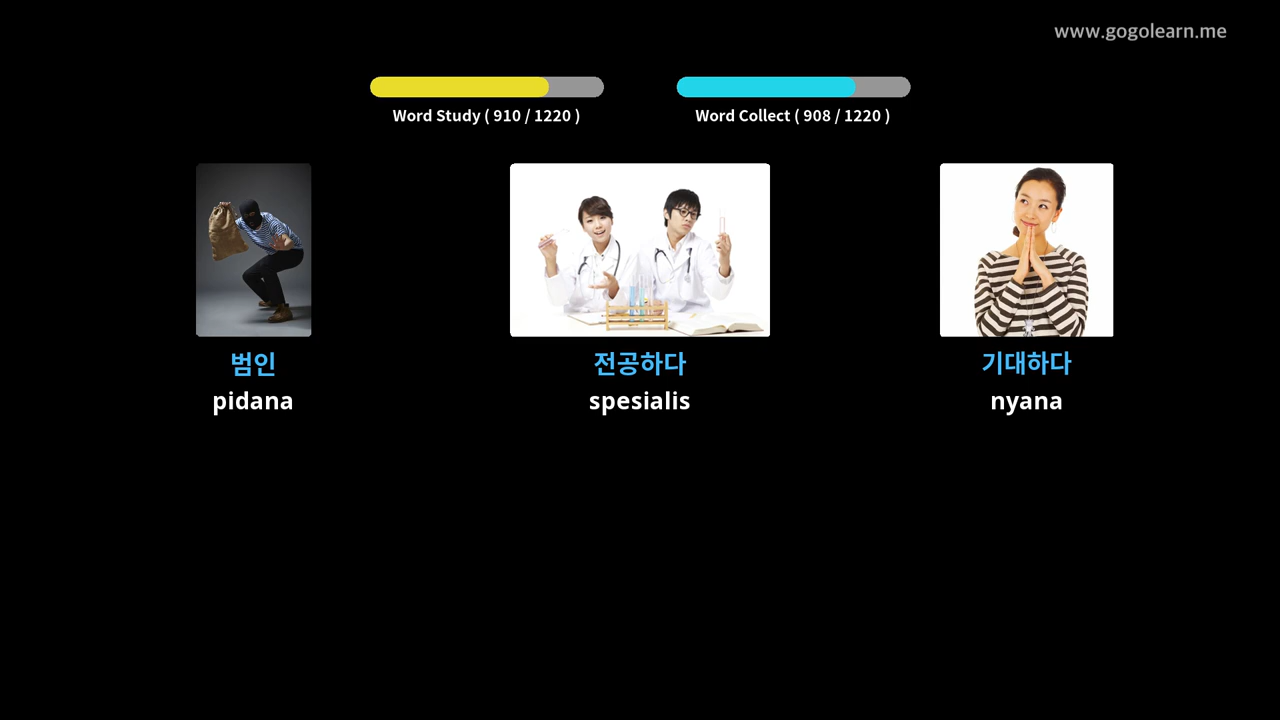 www.gogolearn.me
Word Study ( 910 / 1220 )
Word Collect ( 908 / 1220 )
범인
전공하다
기대하다
pidana
spesialis
nyana